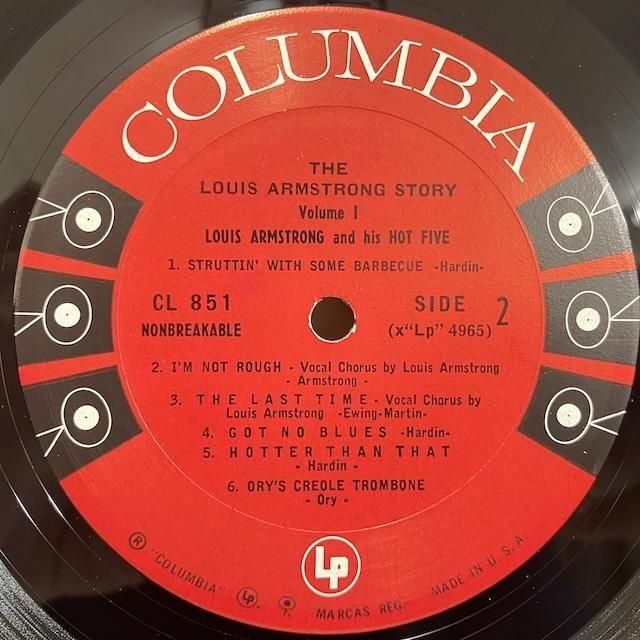 COLUMBIA
THE
LOUIS ARMSTRONG STORY
Volume I
LOUIS ARMSTRONG and his HOT FIVE
1. STRUTTIN' WITH SOME BARBECUE -Hardin-
CL 851
NONBREAKABLE
SIDE 2
(x"Lp" 4965)
2. I'M NOT ROUGH - Vocal Chorus by Louis Armstrong
- Armstrong -
3. THE LAST TIME - Vocal Chorus by
Louis Armstrong -Ewing-Martin-
4. GOT NO BLUES -Hardin-
5. HOTTER THAN THAT
- Hardin -
6. ORY'S CREOLE TROMBONE
- Ory -
Lp
® "COLUMBIA" Lp. MARCAS REG. MADE IN U.S.A.